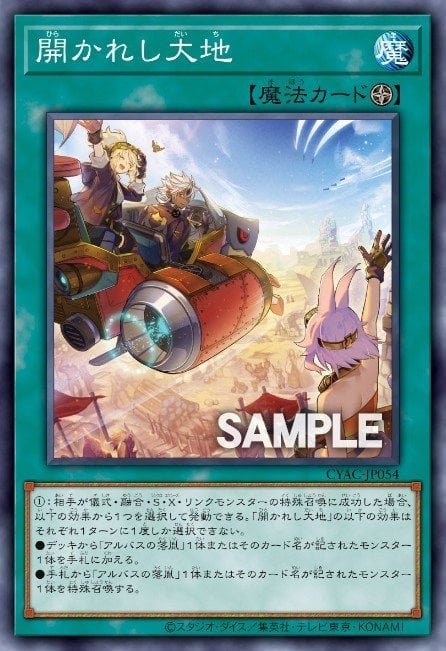 開かれし大地
魔
【魔法カード】
SAMPLE
CYAC-JP054
①：相手が儀式・融合・S・X・リンクモンスターの特殊召喚に成功した場合、
以下の効果から1つを選択して発動できる。「開かれし大地」の以下の効果は
それぞれ1ターンに1度しか選択できない。
●デッキから「アルバスの落胤」1体またはそのカード名が記されたモンスター
1体を手札に加える。
●手札から「アルバスの落胤」1体またはそのカード名が記されたモンスター
1体を特殊召喚する。
©スタジオ・ダイス／集英社・テレビ東京・KONAMI